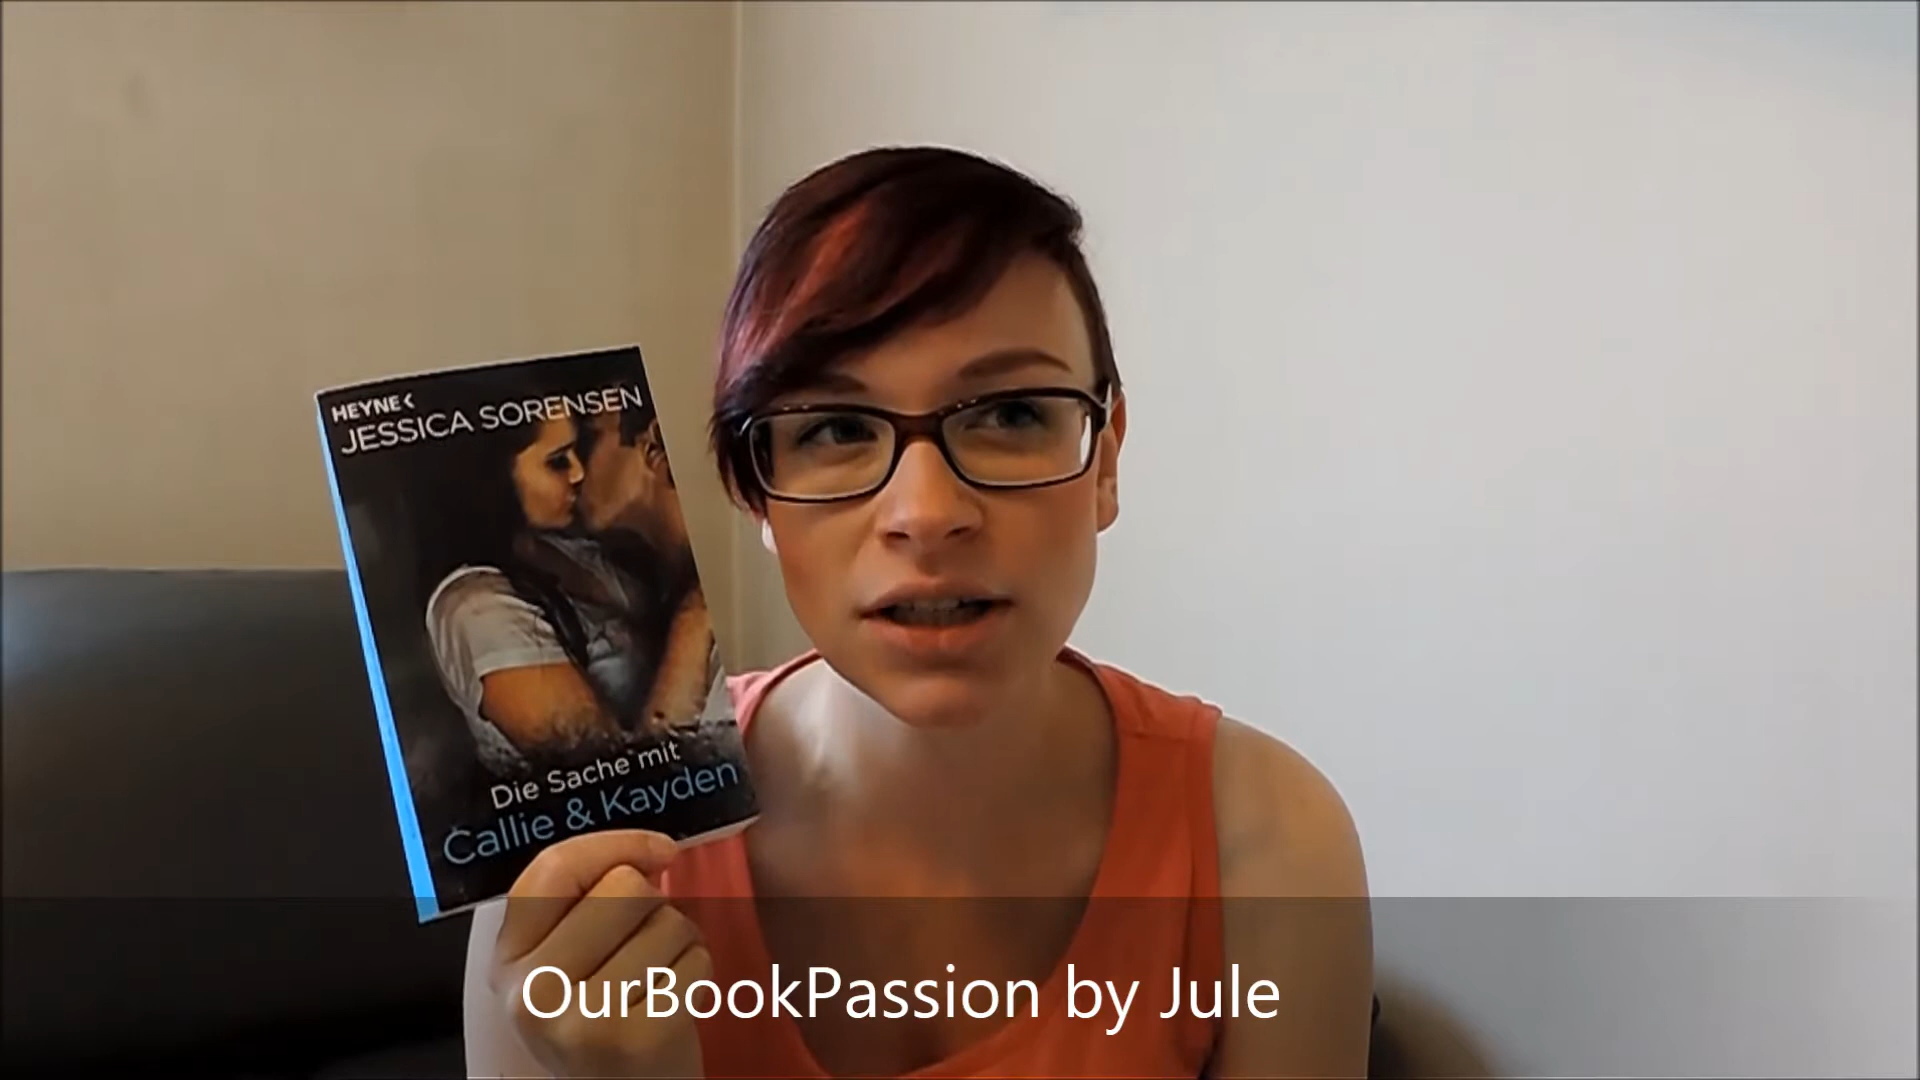 HEYNE‹
JESSICA SORENSEN
Die Sache mit
Callie & Kayden
OurBookPassion by Jule